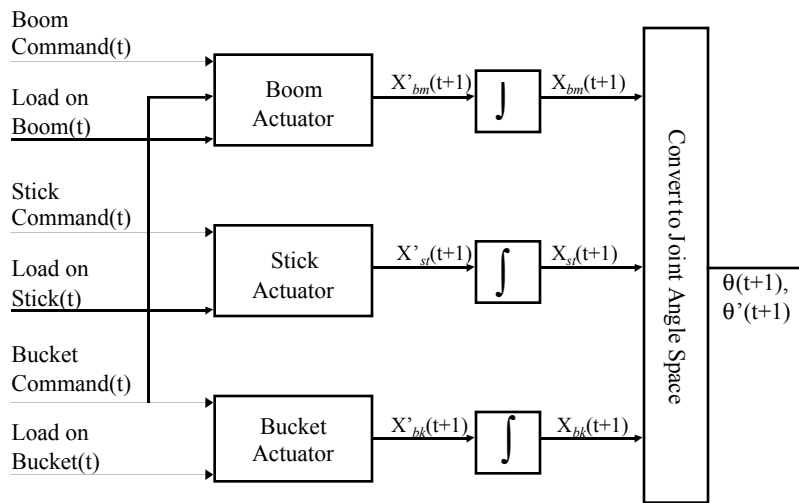 Boom
Command(t)
Load on
Boom(t)
Boom
Actuator
X’bm(t+1)
∫
Xbm(t+1)
Stick
Command(t)
Load on
Stick(t)
Stick
Actuator
X’st(t+1)
∫
Xst(t+1)
Bucket
Command(t)
Load on
Bucket(t)
Bucket
Actuator
X’bk(t+1)
∫
Xbk(t+1)
Convert to Joint Angle Space
θ(t+1),
θ’(t+1)